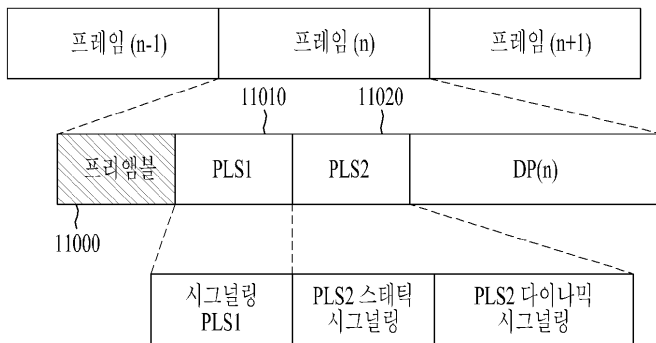 프레임 (n-1)
프레임 (n)
프레임 (n+1)
11010
11020
프리앰블
PLS1
PLS2
DP(n)
11000
시그널링
PLS1
PLS2 스태틱
시그널링
PLS2 다이나믹
시그널링